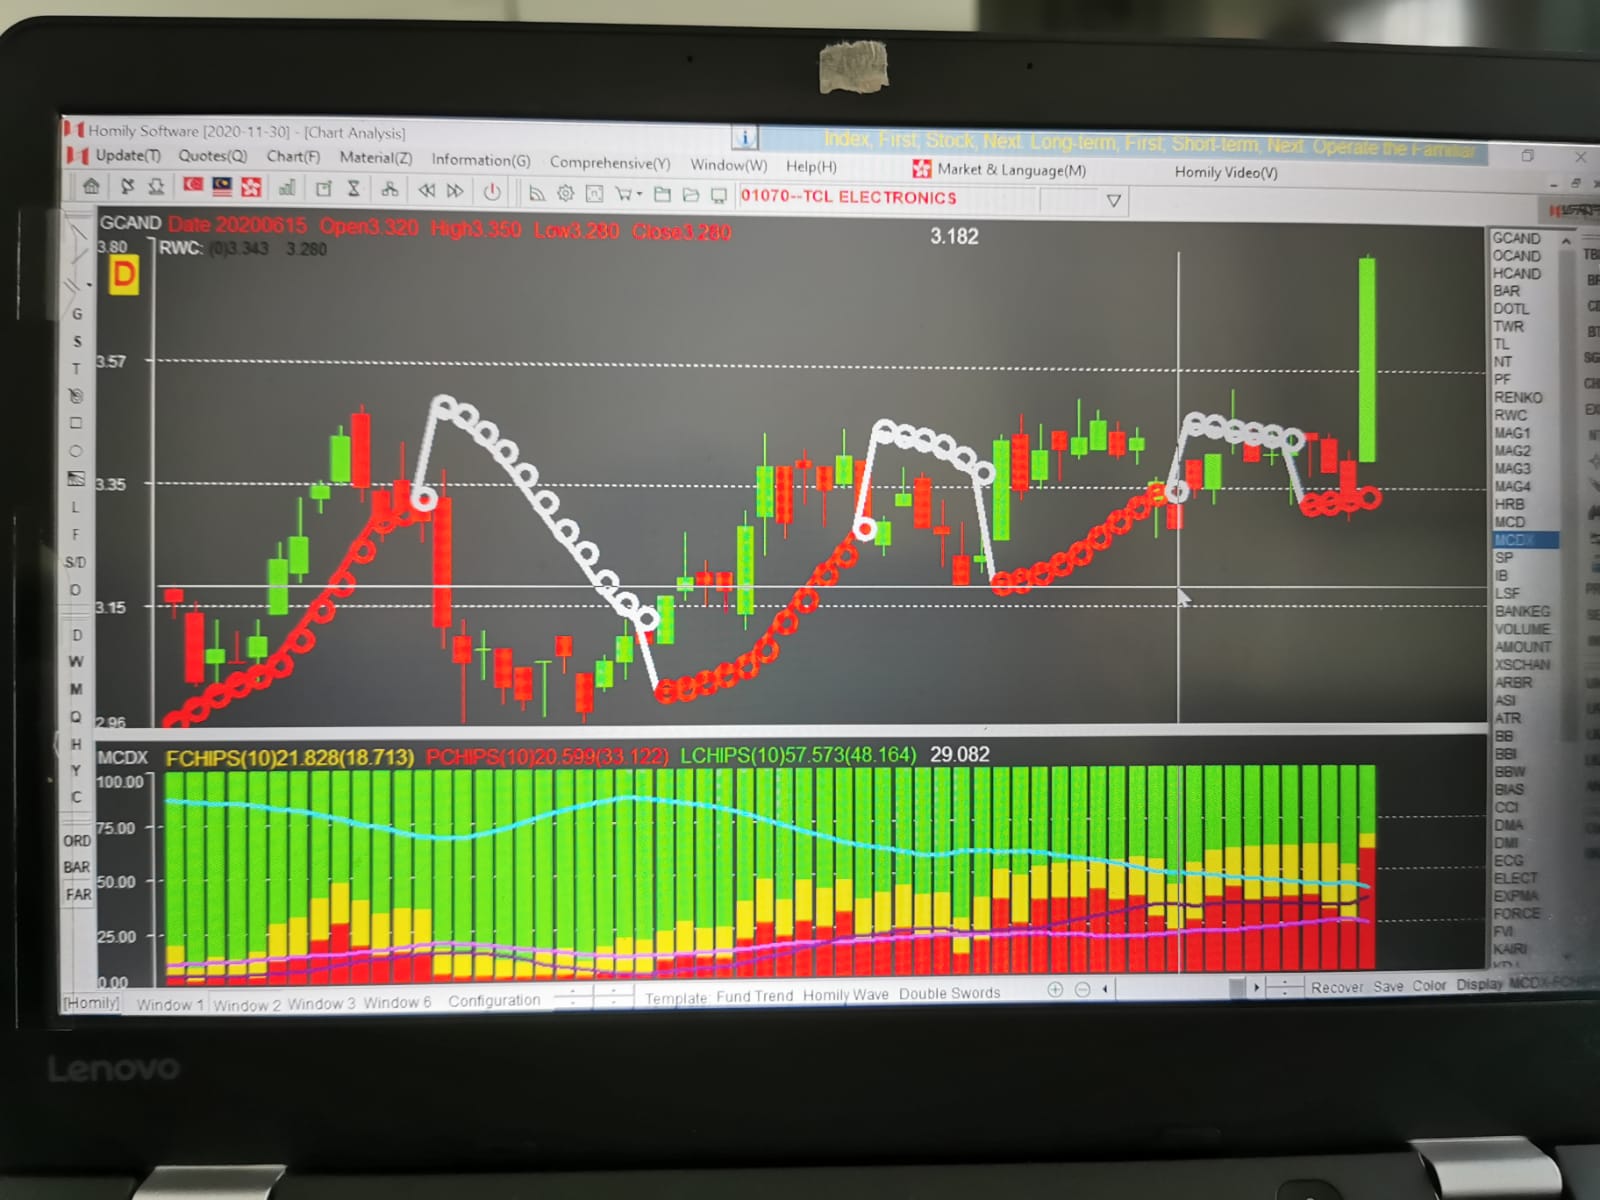 Homily Software [2020-11-30] - [Chart Analysis]
Index, First, Stock, Next. Long-term, First, Short-term, Next. Operate the Familiar
Update(T) Quotes(Q) Chart(F) Material(Z) Information(G) Comprehensive(Y) Window(W) Help(H) Market & Language(M) Homily Video(V)
01070--TCL ELECTRONICS
GCAND Date 20200615 Open3.320 High3.350 Low3.280 Close3.280 3.182
3.80 RWC: (0)3.343 3.280
D
3.57
3.35
3.15
2.96
G
S
T
L
F
S/D
O
D
W
M
Q
H
Y
C
ORD
BAR
FAR
MCDX FCHIPS(10)21.828(18.713) PCHIPS(10)20.599(33.122) LCHIPS(10)57.573(48.164) 29.082
100.00
75.00
50.00
25.00
0.00
GCAND
OCAND
HCAND
BAR
DOTL
TWR
TL
NT
PF
RENKO
RWC
MAG1
MAG2
MAG3
MAG4
HRB
MCD
MCDX
SP
IB
LSF
BANKEG
VOLUME
AMOUNT
XSCHAN
ARBR
ASI
ATR
BB
BBI
BBW
BIAS
CCI
DMA
DMI
ECG
ELECT
EXPMA
FORCE
FVI
KAIRI
[Homily] Window 1 Window 2 Window 3 Window 6 Configuration Template Fund Trend Homily Wave Double Swords Recover Save Color Display
Lenovo